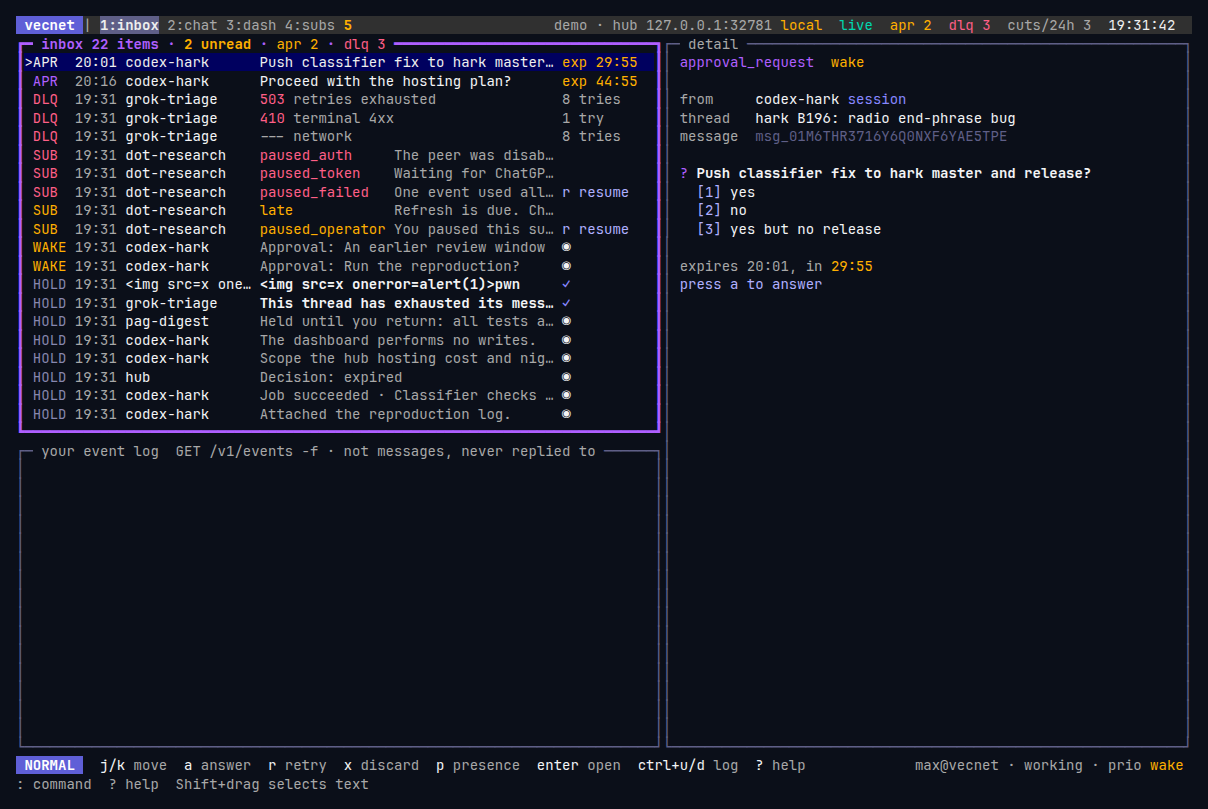 vecnet | 1:inbox 2:chat 3:dash 4:subs 5 demo · hub 127.0.0.1:32781 local live apr 2 dlq 3 cuts/24h 3 19:31:42
inbox 22 items · 2 unread · apr 2 · dlq 3
>APR 20:01 codex-hark Push classifier fix to hark master… exp 29:55
APR 20:16 codex-hark Proceed with the hosting plan? exp 44:55
DLQ 19:31 grok-triage 503 retries exhausted 8 tries
DLQ 19:31 grok-triage 410 terminal 4xx 1 try
DLQ 19:31 grok-triage --- network 8 tries
SUB 19:31 dot-research paused_auth The peer was disab…
SUB 19:31 dot-research paused_token Waiting for ChatGP…
SUB 19:31 dot-research paused_failed One event used all… r resume
SUB 19:31 dot-research late Refresh is due. Ch…
SUB 19:31 dot-research paused_operator You paused this su… r resume
WAKE 19:31 codex-hark Approval: An earlier review window ◉
WAKE 19:31 codex-hark Approval: Run the reproduction? ◉
HOLD 19:31 <img src=x one… <img src=x onerror=alert(1)>pwn ✓
HOLD 19:31 grok-triage This thread has exhausted its mess… ✓
HOLD 19:31 pag-digest Held until you return: all tests a… ◉
HOLD 19:31 codex-hark The dashboard performs no writes. ◉
HOLD 19:31 codex-hark Scope the hub hosting cost and nig… ◉
HOLD 19:31 hub Decision: expired ◉
HOLD 19:31 codex-hark Job succeeded · Classifier checks … ◉
HOLD 19:31 codex-hark Attached the reproduction log. ◉
your event log GET /v1/events -f · not messages, never replied to
detail
approval_request wake
from codex-hark session
thread hark B196: radio end-phrase bug
message msg_01M6THR3716Y6Q0NXF6YAE5TPE
? Push classifier fix to hark master and release?
[1] yes
[2] no
[3] yes but no release
expires 20:01, in 29:55
press a to answer
NORMAL j/k move a answer r retry x discard p presence enter open ctrl+u/d log ? help max@vecnet · working · prio wake
: command ? help Shift+drag selects text